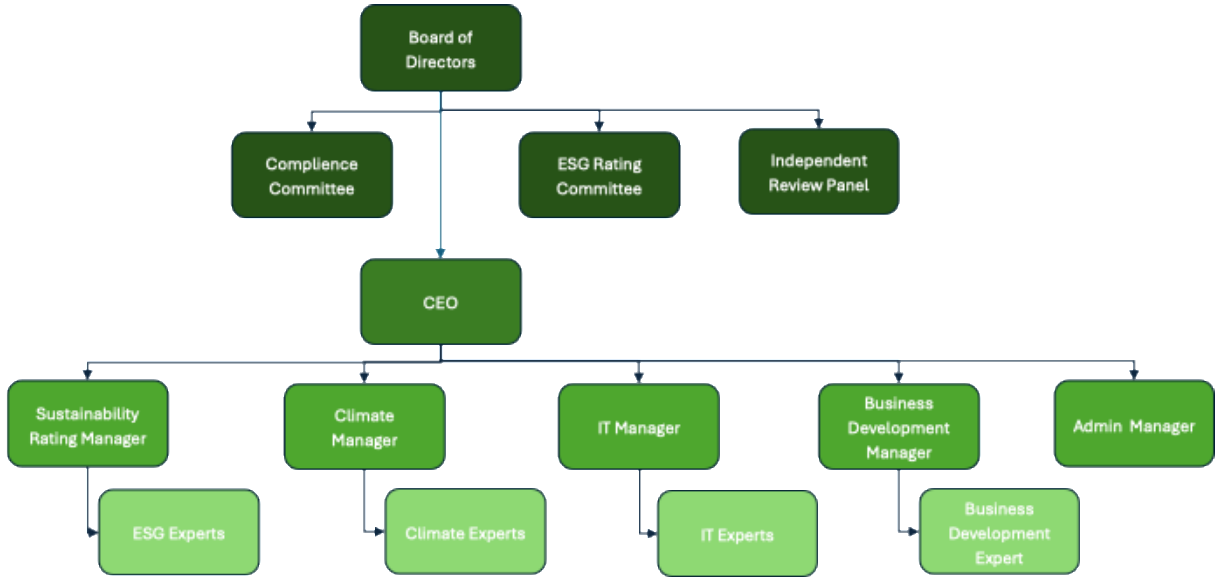 Board of
Directors
Complience
Committee
ESG Rating
Committee
Independent
Review Panel
CEO
Sustainability
Rating Manager
Climate
Manager
IT Manager
Business
Development
Manager
Admin Manager
ESG Experts
Climate Experts
IT Experts
Business
Development
Expert